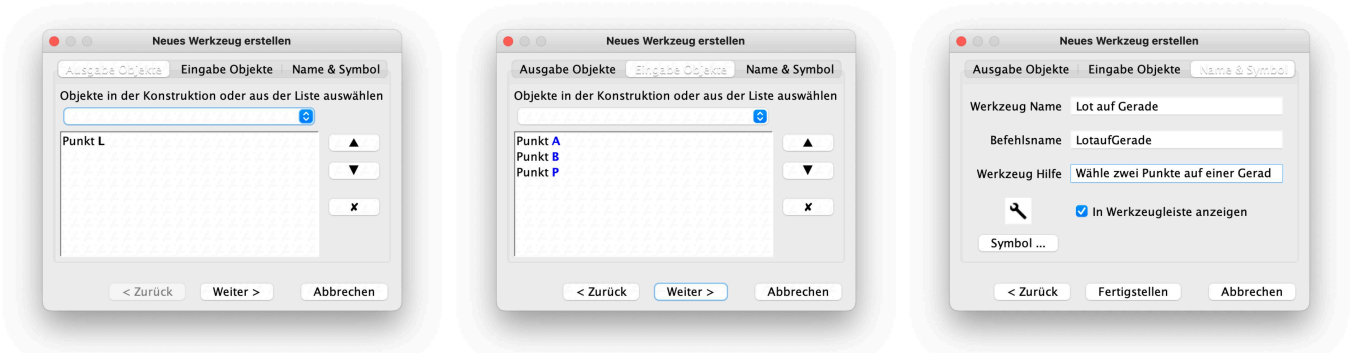 Neues Werkzeug erstellen
Ausgabe Objekte Eingabe Objekte Name & Symbol
Objekte in der Konstruktion oder aus der Liste auswählen
Punkt L
< Zurück Weiter > Abbrechen
Neues Werkzeug erstellen
Ausgabe Objekte Eingabe Objekte Name & Symbol
Objekte in der Konstruktion oder aus der Liste auswählen
Punkt A
Punkt B
Punkt P
< Zurück Weiter > Abbrechen
Neues Werkzeug erstellen
Ausgabe Objekte Eingabe Objekte Name & Symbol
Werkzeug Name Lot auf Gerade
Befehlsname LotaufGerade
Werkzeug Hilfe Wähle zwei Punkte auf einer Gerad
In Werkzeugleiste anzeigen
Symbol ...
< Zurück Fertigstellen Abbrechen